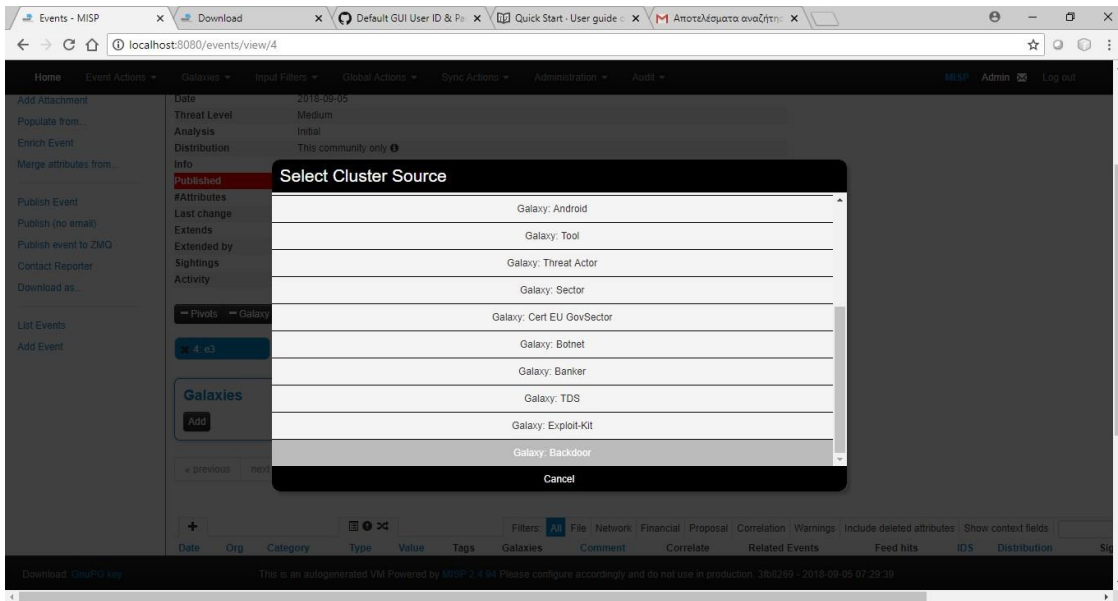 Events - MISP
Download
Default GUI User ID & Pa
Quick Start · User guide
Αποτελέσματα αναζήτησ
localhost:8080/events/view/4
Home Event Actions Galaxies Input Filters Global Actions Sync Actions Administration Audit MISP Admin Log out
Add Attachment
Populate from...
Enrich Event
Merge attributes from...
Publish Event
Publish (no email)
Publish event to ZMQ
Contact Reporter
Download as...
List Events
Add Event
Date 2018-09-05
Threat Level Medium
Analysis Initial
Distribution This community only
Info
Published
#Attributes
Last change
Extends
Extended by
Sightings
Activity
Pivots Galaxy
4: e3
Galaxies
Add
« previous next
Select Cluster Source
Galaxy: Android
Galaxy: Tool
Galaxy: Threat Actor
Galaxy: Sector
Galaxy: Cert EU GovSector
Galaxy: Botnet
Galaxy: Banker
Galaxy: TDS
Galaxy: Exploit-Kit
Galaxy: Backdoor
Cancel
Filters: All File Network Financial Proposal Correlation Warnings Include deleted attributes Show context fields
Date Org Category Type Value Tags Galaxies Comment Correlate Related Events Feed hits IDS Distribution Sig
Download: GnuPG key This is an autogenerated VM Powered by MISP 2.4.94 Please configure accordingly and do not use in production. 3fb8269 - 2018-09-05 07:29:39